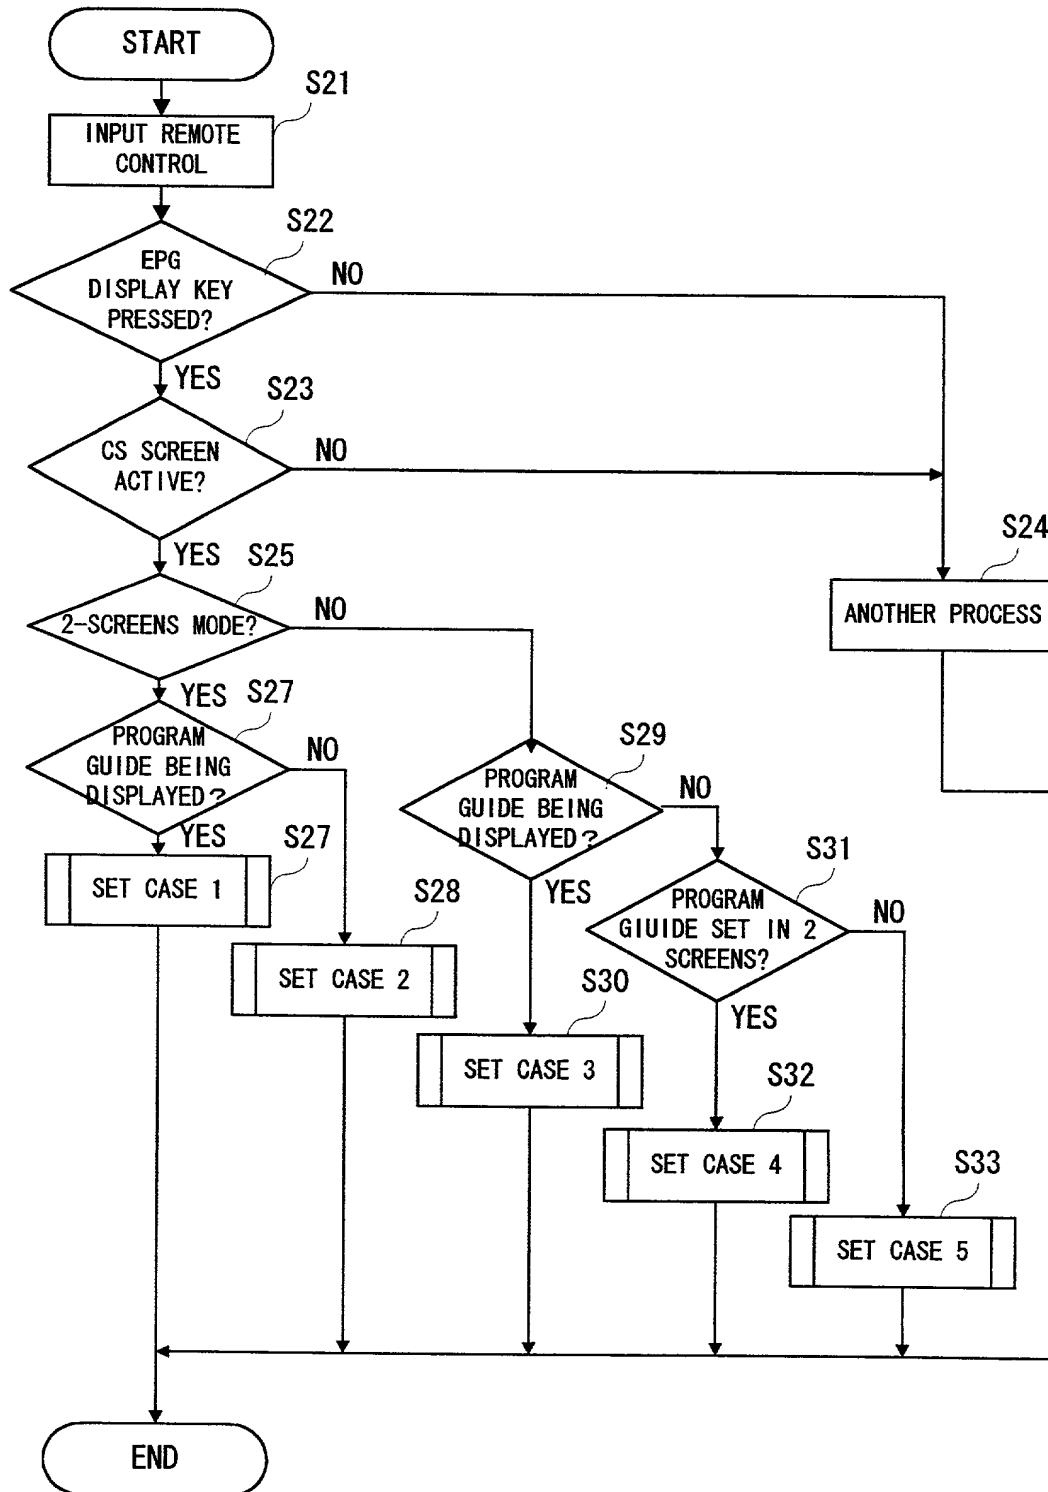 START
S21
INPUT REMOTE
CONTROL
S22
EPG
DISPLAY KEY
PRESSED?
NO
YES
S23
CS SCREEN
ACTIVE?
NO
YES
S24
ANOTHER PROCESS
S25
2-SCREENS MODE?
NO
YES
S27
PROGRAM
GUIDE BEING
DISPLAYED?
NO
YES
S27
SET CASE 1
S28
SET CASE 2
S29
PROGRAM
GUIDE BEING
DISPLAYED?
NO
YES
S30
SET CASE 3
S31
PROGRAM
GIUIDE SET IN 2
SCREENS?
NO
YES
S32
SET CASE 4
S33
SET CASE 5
END